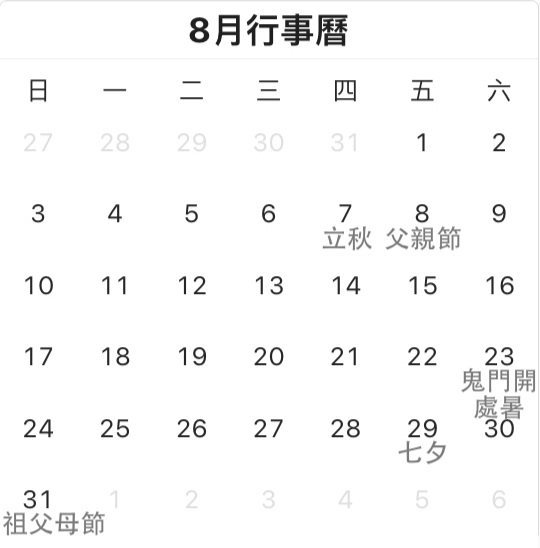 8月行事曆
日 一 二 三 四 五 六
27 28 29 30 31 1 2
3 4 5 6 7 8 9
立秋 父親節
10 11 12 13 14 15 16
17 18 19 20 21 22 23
鬼門開
處暑
24 25 26 27 28 29 30
七夕
31 1 2 3 4 5 6
祖父母節